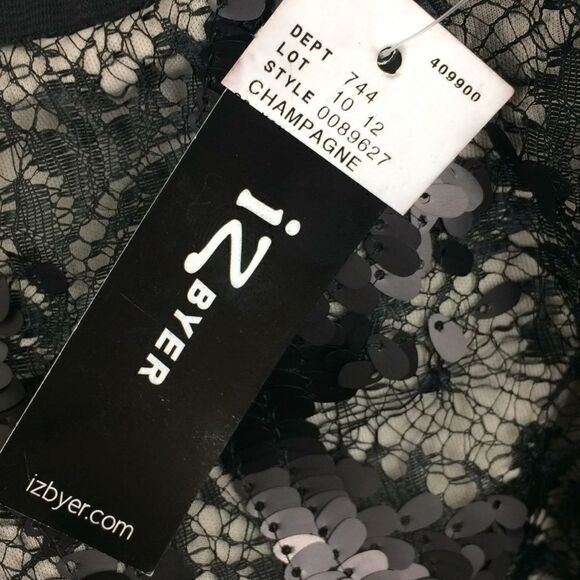 409900
DEPT 744
LOT 10 12
STYLE 0089627
CHAMPAGNE
iz
BYER
izbyer.com